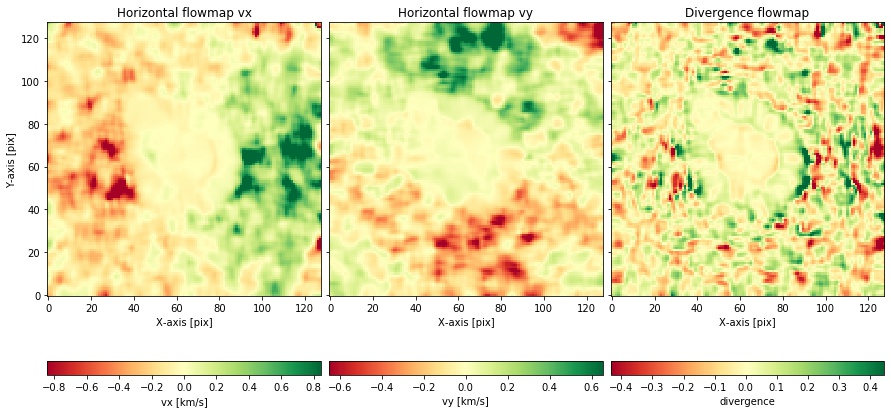 Horizontal flowmap vx
Horizontal flowmap vy
Divergence flowmap
Y-axis [pix]
120
100
80
60
40
20
0
0 20 40 60 80 100 120
0 20 40 60 80 100 120
0 20 40 60 80 100 120
X-axis [pix]
X-axis [pix]
X-axis [pix]
−0.8 −0.6 −0.4 −0.2 0.0 0.2 0.4 0.6 0.8
−0.6 −0.4 −0.2 0.0 0.2 0.4 0.6
−0.4 −0.3 −0.2 −0.1 0.0 0.1 0.2 0.3 0.4
vx [km/s]
vy [km/s]
divergence